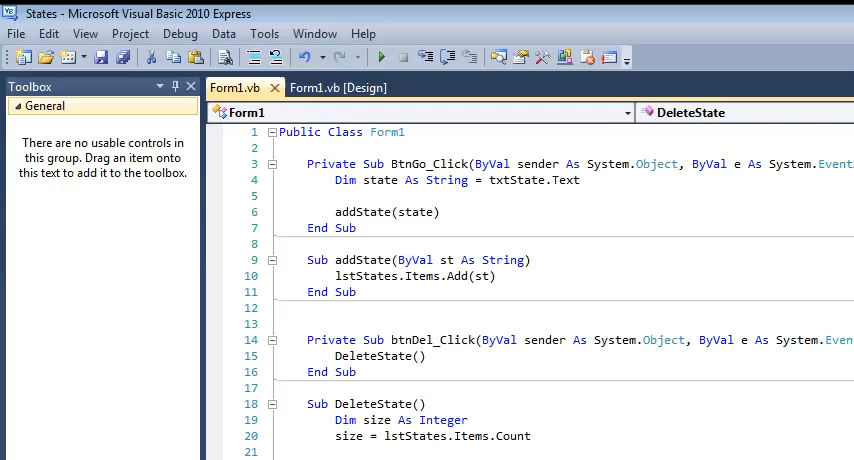 States - Microsoft Visual Basic 2010 Express
File Edit View Project Debug Data Tools Window Help
Toolbox
General
There are no usable controls in
this group. Drag an item onto
this text to add it to the toolbox.
Form1.vb Form1.vb [Design]
Form1 DeleteState
1 Public Class Form1
2
3 Private Sub BtnGo_Click(ByVal sender As System.Object, ByVal e As System.Event
4 Dim state As String = txtState.Text
5
6 addState(state)
7 End Sub
8
9 Sub addState(ByVal st As String)
10 lstStates.Items.Add(st)
11 End Sub
12
13
14 Private Sub btnDel_Click(ByVal sender As System.Object, ByVal e As System.Even
15 DeleteState()
16 End Sub
17
18 Sub DeleteState()
19 Dim size As Integer
20 size = lstStates.Items.Count
21